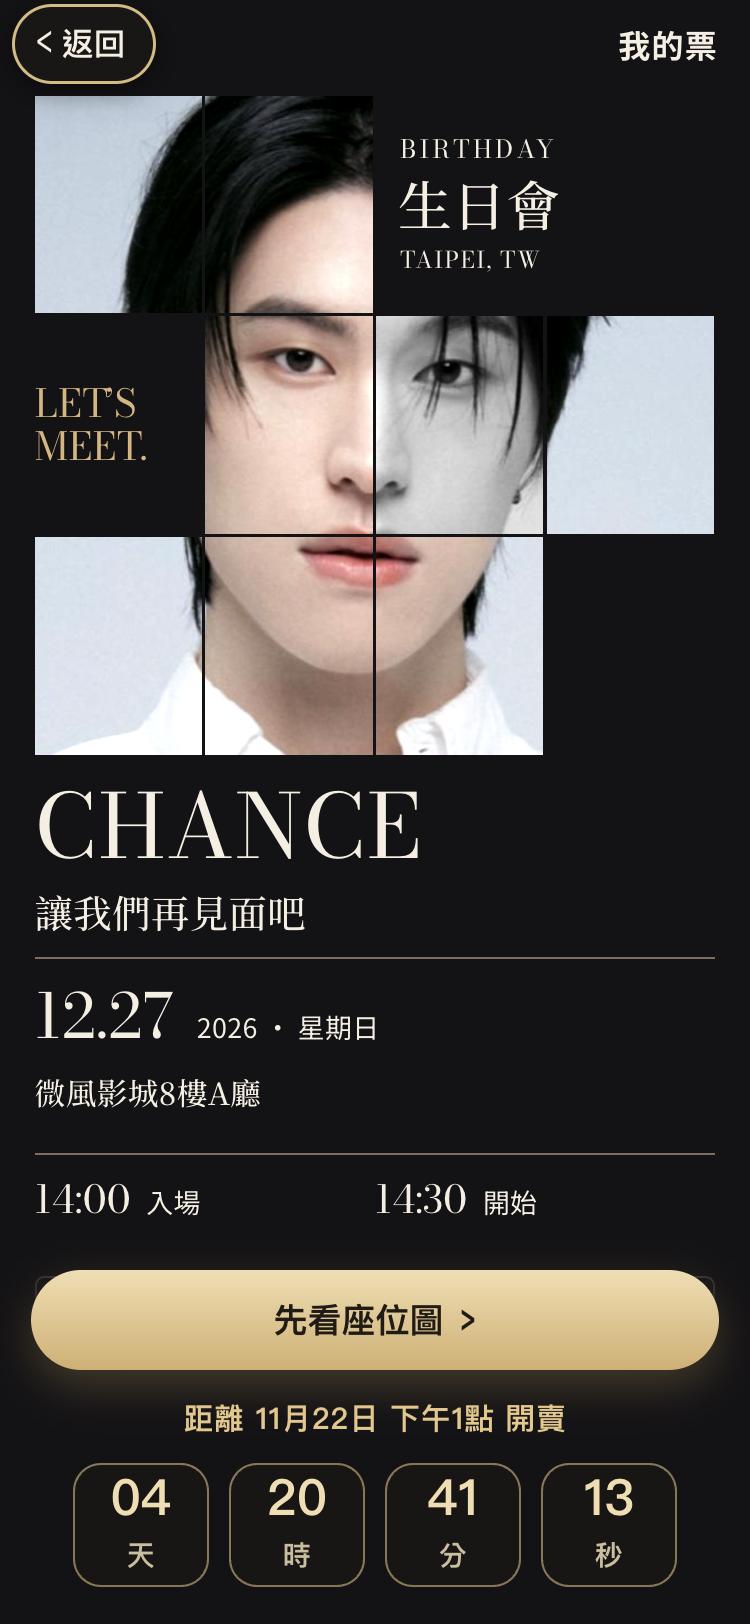 < 返回
我的票
BIRTHDAY
生日會
TAIPEI, TW
LET'S
MEET.
CHANCE
讓我們再見面吧
12.27 2026 · 星期日
微風影城8樓A廳
14:00 入場 14:30 開始
先看座位圖 >
距離 11月22日 下午1點 開賣
04 20 41 13
天 時 分 秒